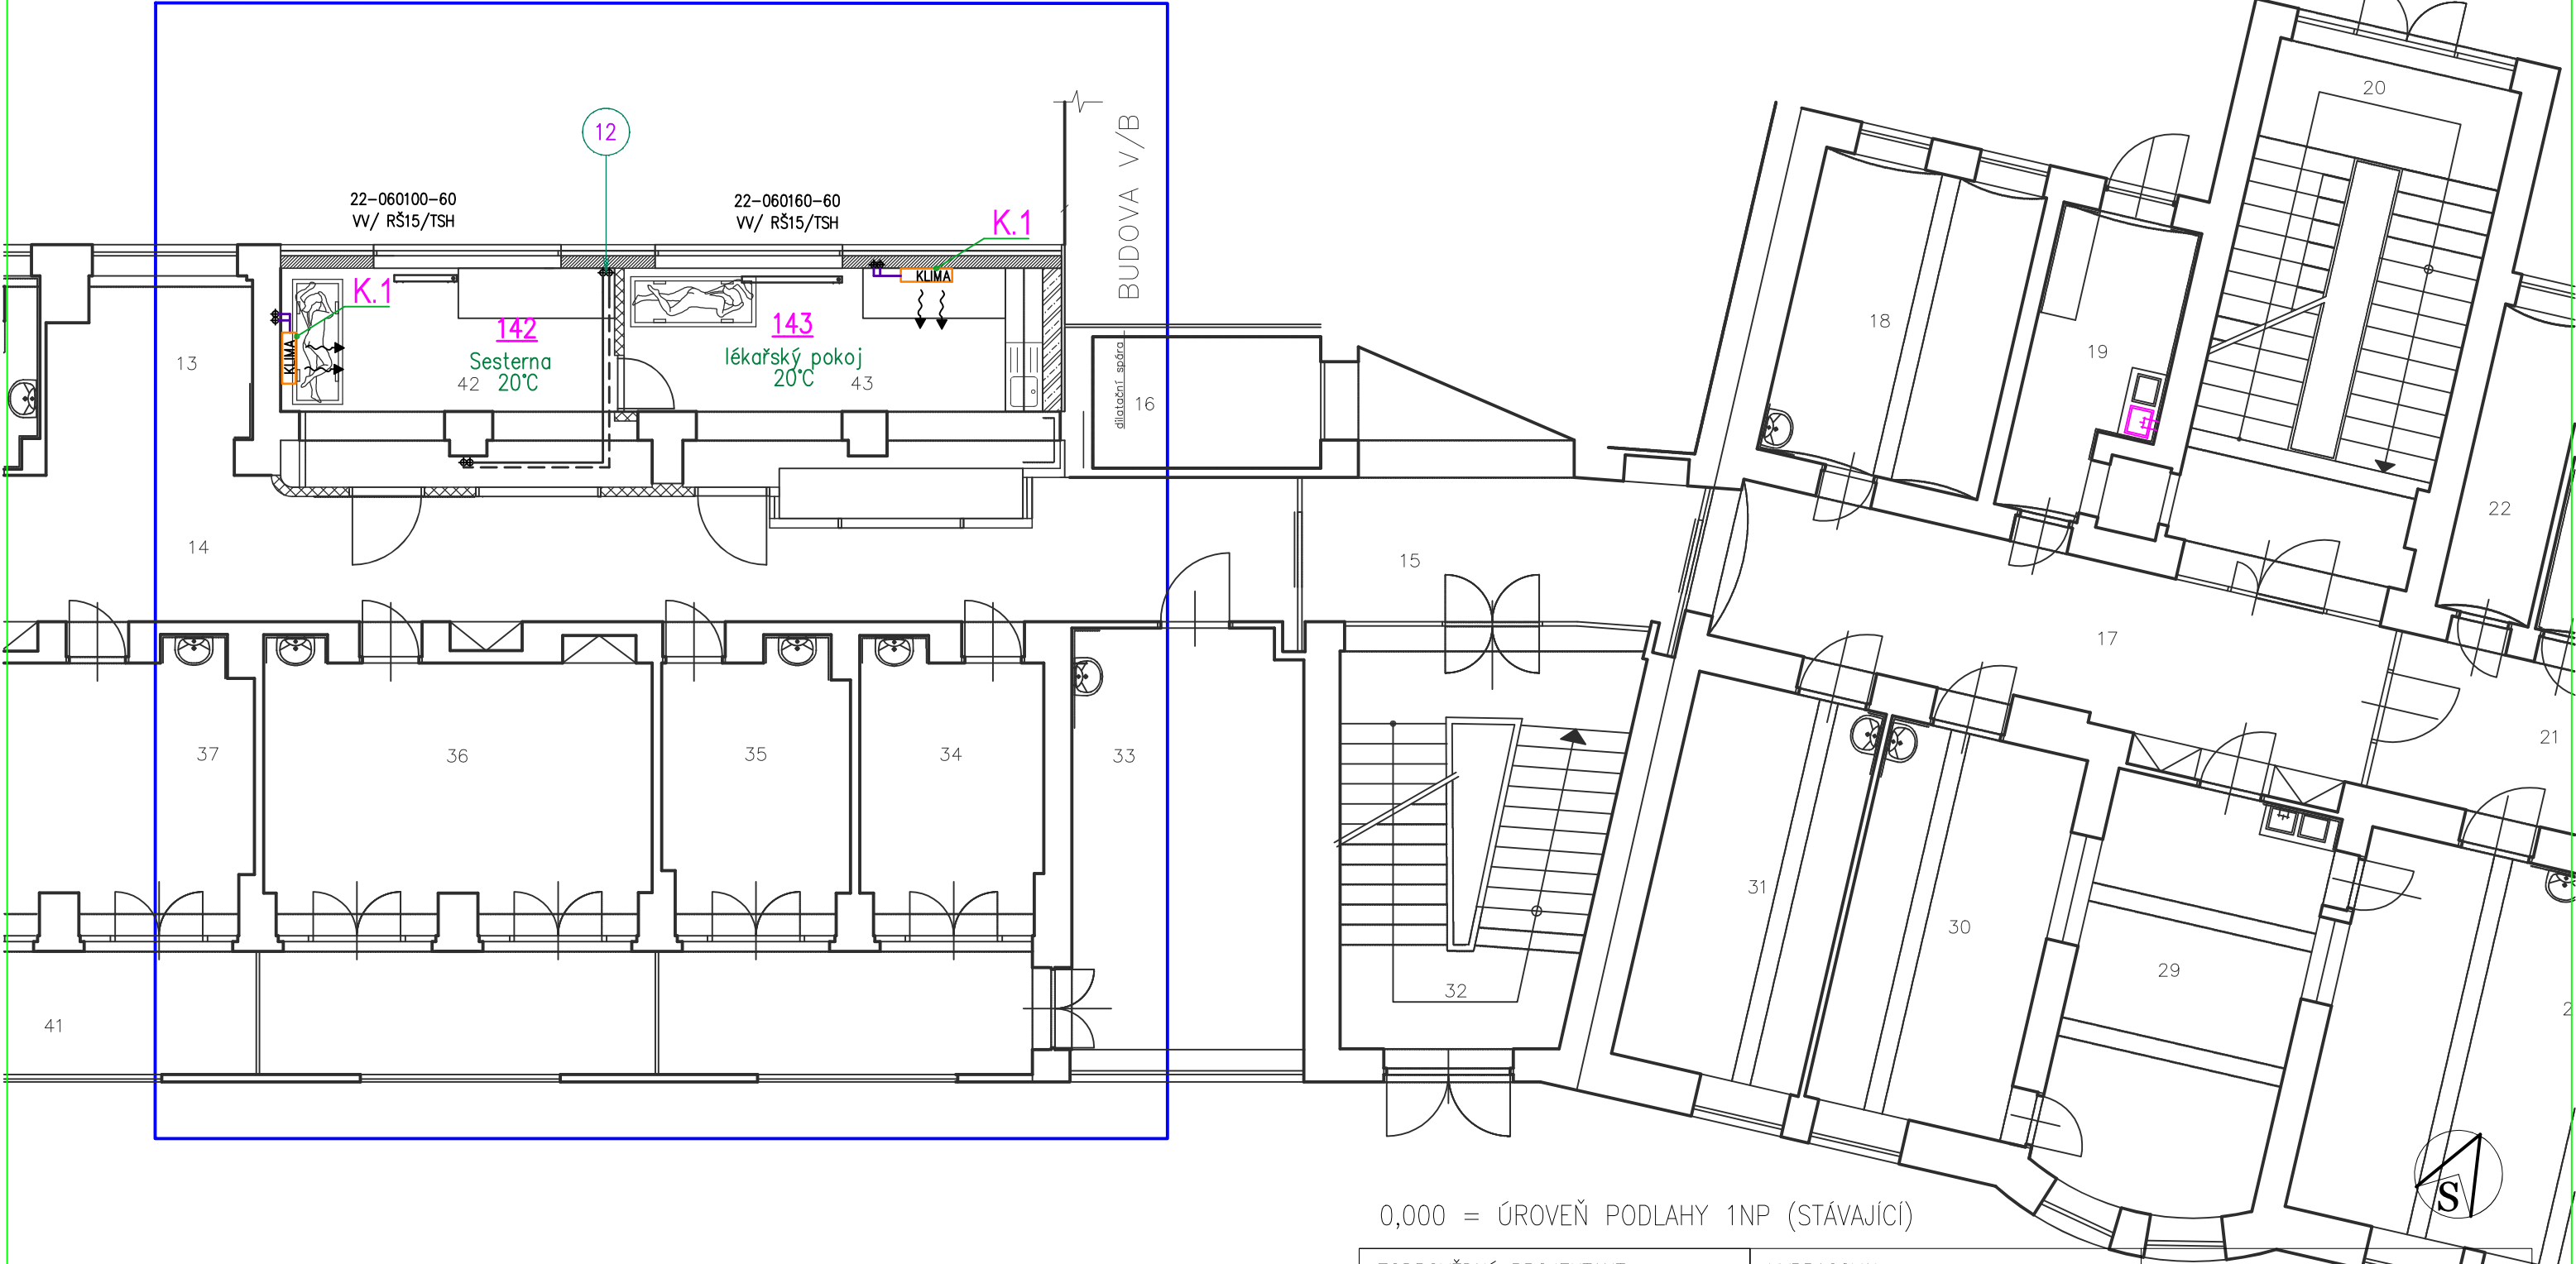 20
12
22-060100-60
VV/ RŠ15/TSH
22-060160-60
VV/ RŠ15/TSH
K.1
BUDOVA V/B
KLIMA
K.1
KLIMA
142
Sesterna
20°C
42
143
lékařský pokoj
20°C
43
dilatační spára
16
13
18
19
22
14
15
17
37
36
35
34
33
21
31
30
29
32
41
S
0,000 = ÚROVEŇ PODLAHY 1NP (STÁVAJÍCÍ)